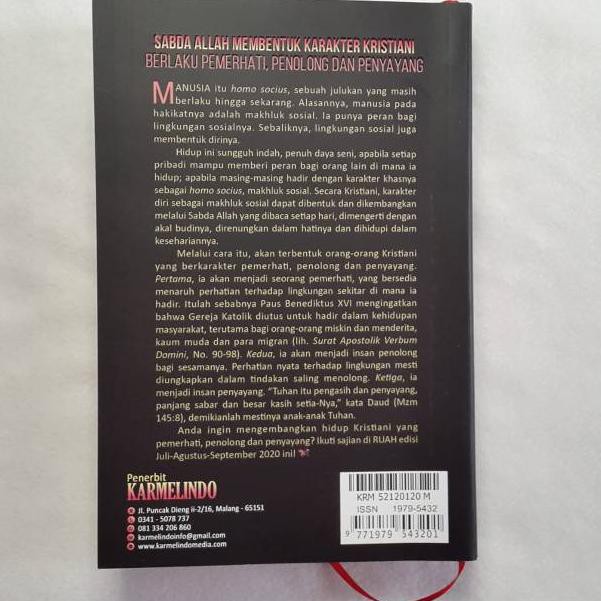 SABDA ALLAH MEMBENTUK KARAKTER KRISTIANI
BERLAKU PEMERHATI, PENOLONG DAN PENYAYANG
MANUSIA itu homo socius, sebuah julukan yang masih
berlaku hingga sekarang. Alasannya, manusia pada
hakikatnya adalah makhluk sosial. Ia punya peran bagi
lingkungan sosialnya. Sebaliknya, lingkungan sosial juga
membentuk dirinya.
Hidup ini sungguh indah, penuh daya seni, apabila setiap
pribadi mampu memberi peran bagi orang lain di mana ia
hidup; apabila masing-masing hadir dengan karakter khasnya
sebagai homo socius, makhluk sosial. Secara Kristiani, karakter
diri sebagai makhluk sosial dapat dibentuk dan dikembangkan
melalui Sabda Allah yang dibaca setiap hari, dimengerti dengan
akal budinya, direnungkan dalam hatinya dan dihidupi dalam
kesehariannya.
Melalui cara itu, akan terbentuk orang-orang Kristiani
yang berkarakter pemerhati, penolong dan penyayang.
Pertama, ia akan menjadi seorang pemerhati, yang bersedia
menaruh perhatian terhadap lingkungan sekitar di mana ia
hadir. Itulah sebabnya Paus Benediktus XVI mengingatkan
bahwa Gereja Katolik diutus untuk hadir dalam kehidupan
masyarakat, terutama bagi orang-orang miskin dan menderita,
kaum muda dan para migran (lih. Surat Apostolik Verbum
Domini, No. 90-98). Kedua, ia akan menjadi insan penolong
bagi sesamanya. Perhatian nyata terhadap lingkungan mesti
diungkapkan dalam tindakan saling menolong. Ketiga, ia
menjadi insan penyayang. "Tuhan itu pengasih dan penyayang,
panjang sabar dan besar kasih setia-Nya," kata Daud (Mzm
145:8), demikianlah mestinya anak-anak Tuhan.
Anda ingin mengembangkan hidup Kristiani yang
pemerhati, penolong dan penyayang? Ikuti sajian di RUAH edisi
Juli-Agustus-September 2020 ini!
Penerbit
KARMELINDO
Jl. Puncak Dieng ii-2/16, Malang - 65151
0341 - 5078 737
081 334 206 860
karmelindoinfo@gmail.com
www.karmelindomedia.com
KRM 52120120 M
ISSN 1979-5432
9 771979 543201